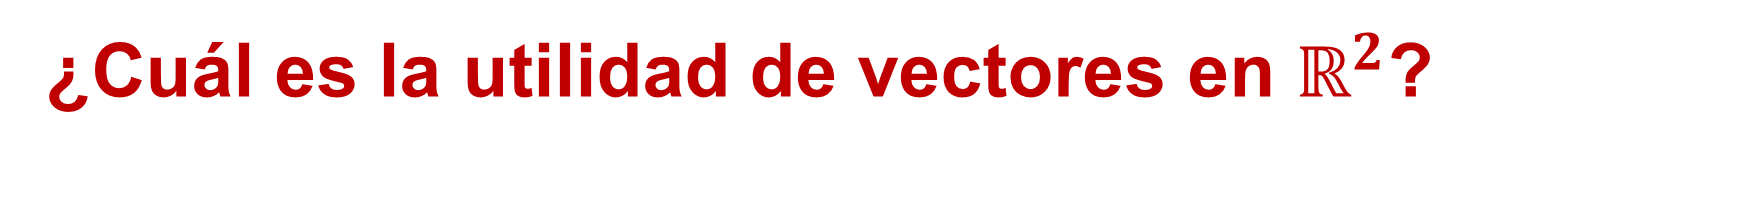 ¿Cuál es la utilidad de vectores en ℝ²?